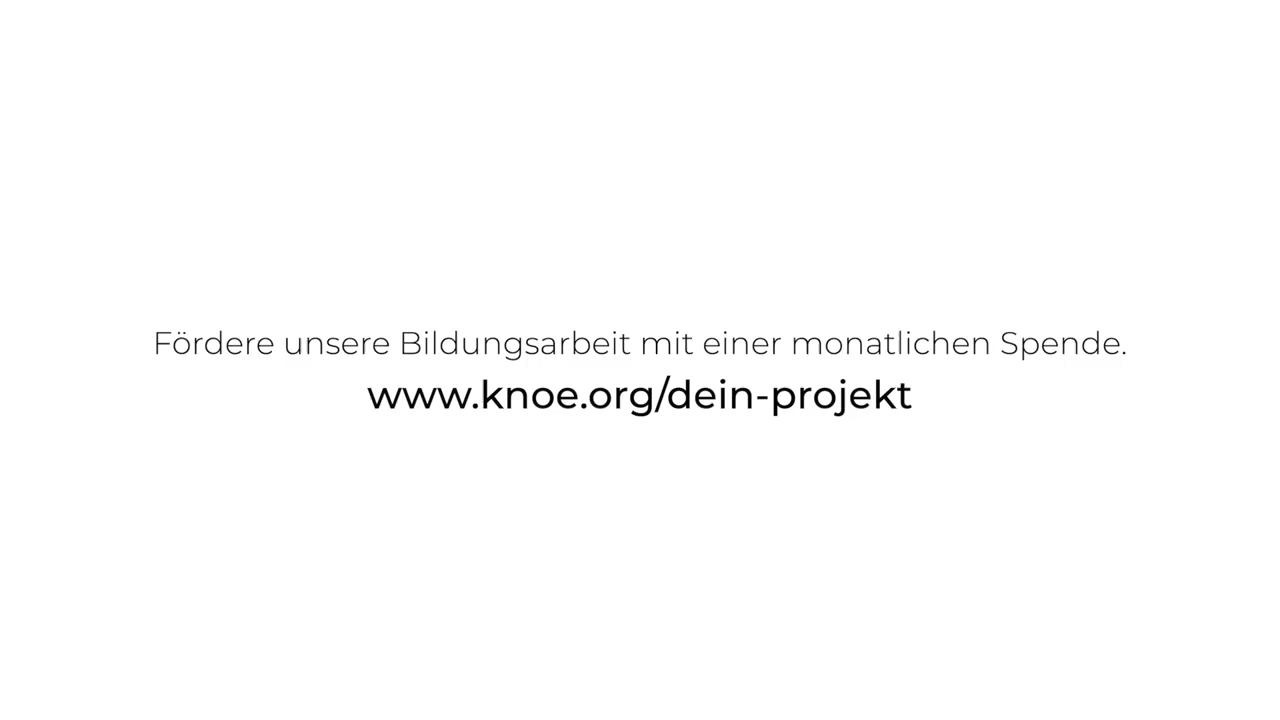 Fördere unsere Bildungsarbeit mit einer monatlichen Spende.
www.knoe.org/dein-projekt